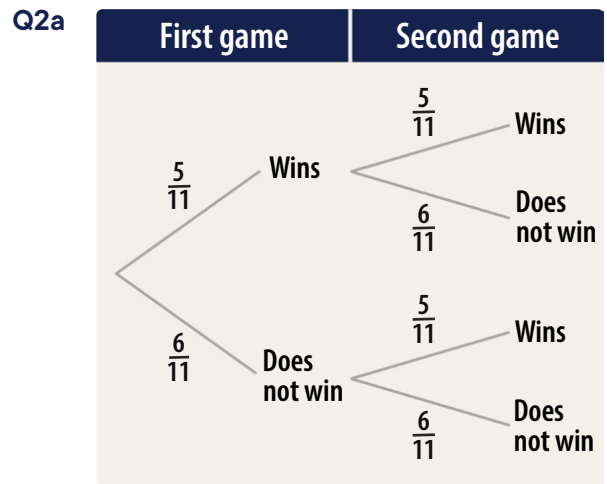 Q2a
First game
Second game
5/11
Wins
5/11
Wins
6/11
Does
not win
6/11
Does
not win
5/11
Wins
6/11
Does
not win